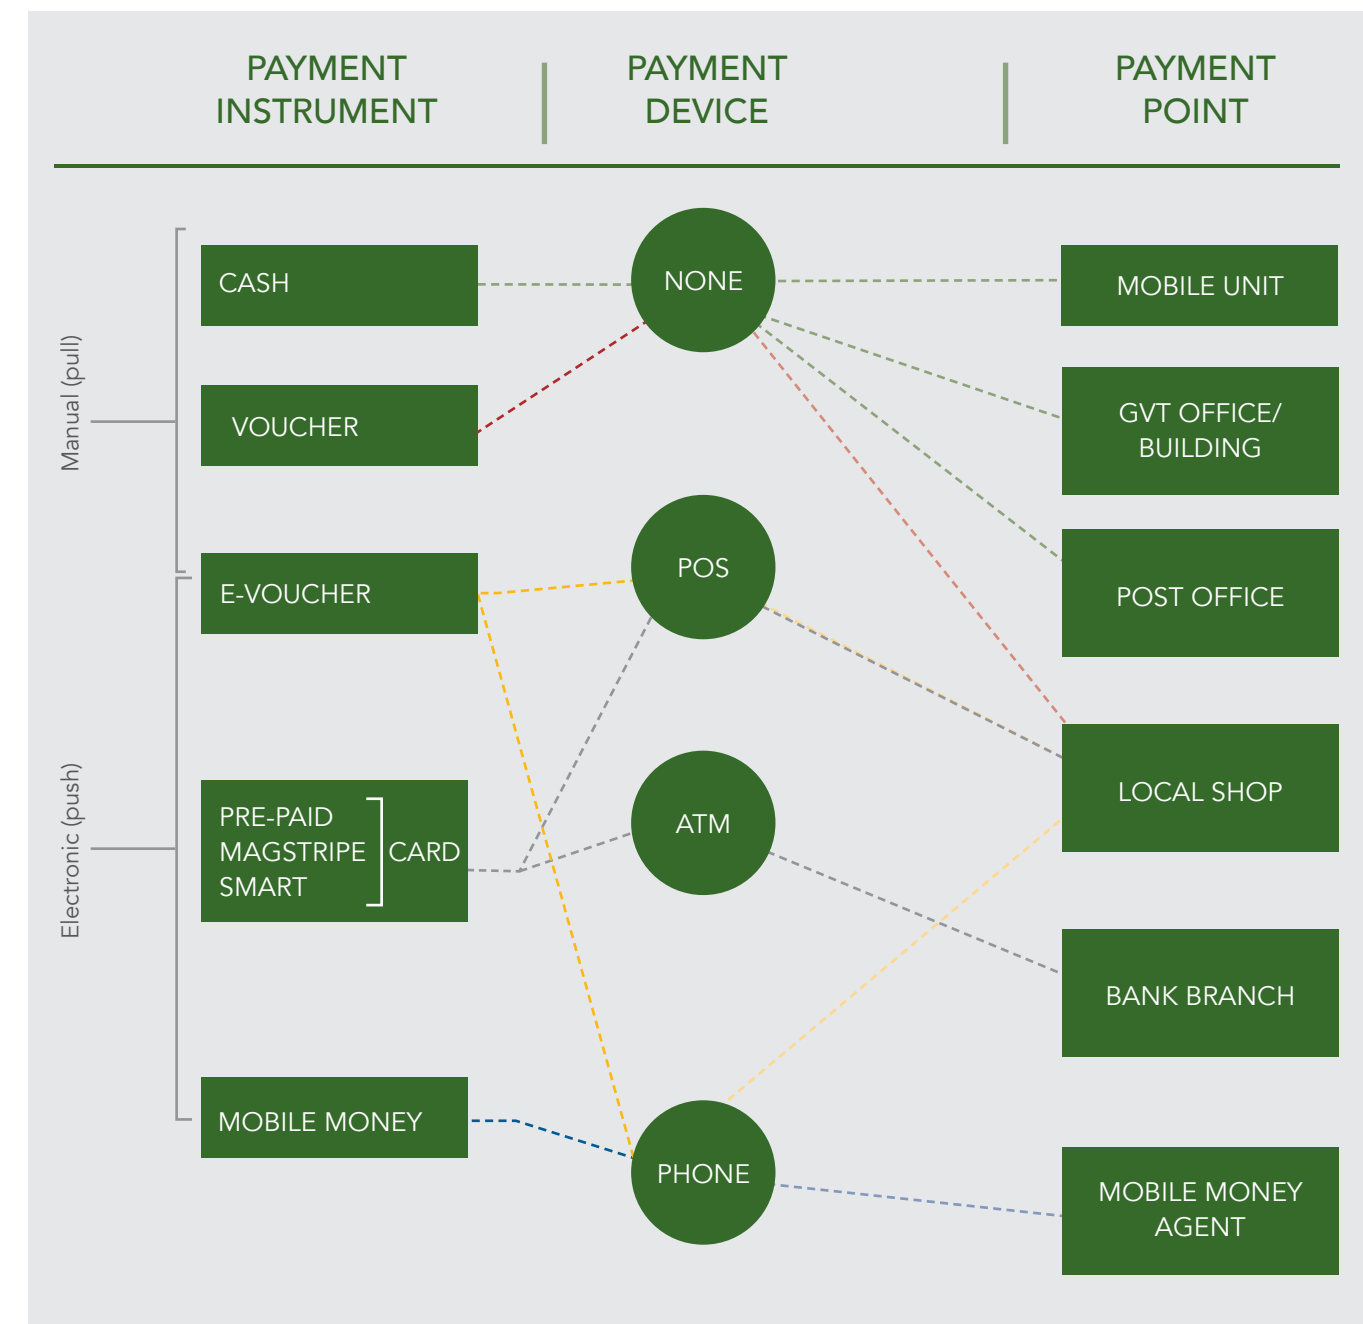 PAYMENT
INSTRUMENT
PAYMENT
DEVICE
PAYMENT
POINT
Manual (pull)
CASH
VOUCHER
Electronic (push)
E-VOUCHER
PRE-PAID
MAGSTRIPE
SMART
CARD
MOBILE MONEY
NONE
POS
ATM
PHONE
MOBILE UNIT
GVT OFFICE/
BUILDING
POST OFFICE
LOCAL SHOP
BANK BRANCH
MOBILE MONEY
AGENT